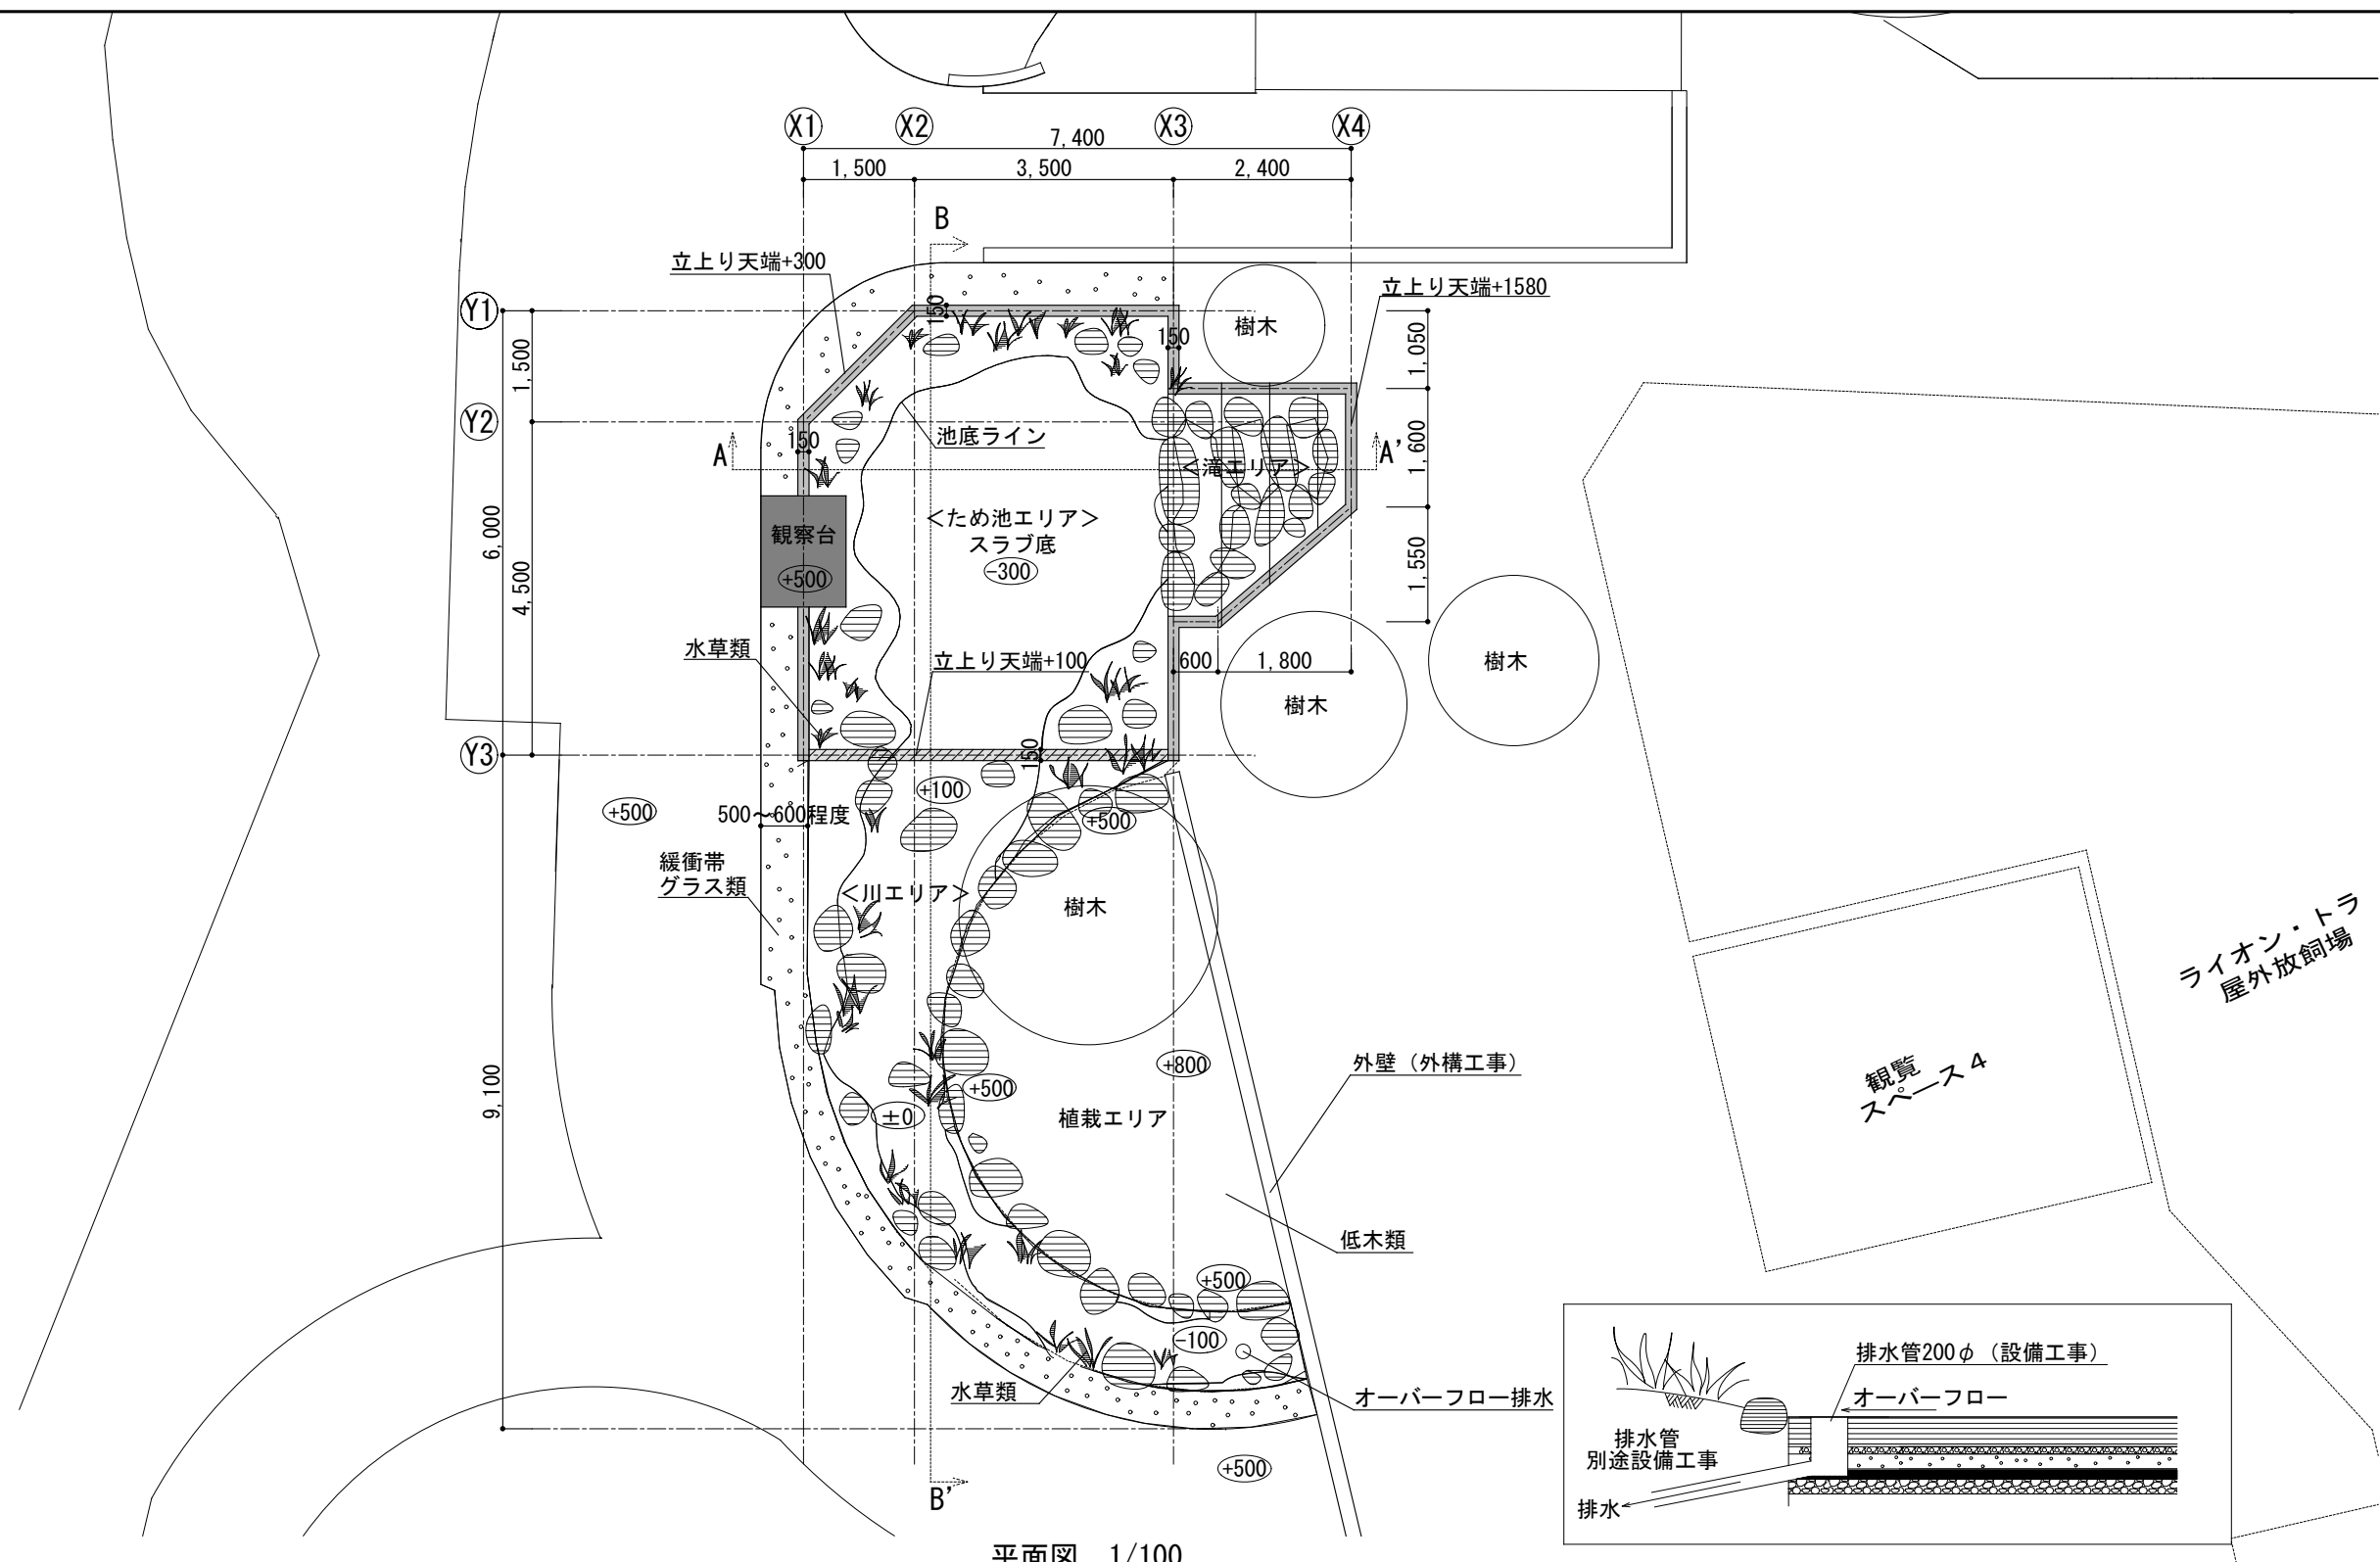 X1
X2
X3
X4
7,400
1,500
3,500
2,400
B
立上り天端+300
立上り天端+1580
Y1
150
樹木
150
1,050
1,500
Y2
池底ライン
150
A
A'
1,600
<滝エリア>
6,000
<ため池エリア>
観察台
スラブ底
-300
+500
4,500
1,550
水草類
立上り天端+100
600
1,800
樹木
樹木
Y3
150
+100
+500
500~600程度
+500
緩衝帯
グラス類
<川エリア>
樹木
ライオン・トラ
屋外放飼場
9,100
+800
外壁（外構工事）
観覧
スペース4
+500
±0
植栽エリア
低木類
+500
-100
水草類
オーバーフロー排水
+500
B'
排水管200φ（設備工事）
オーバーフロー
排水管
別途設備工事
排水
平面図 1/100